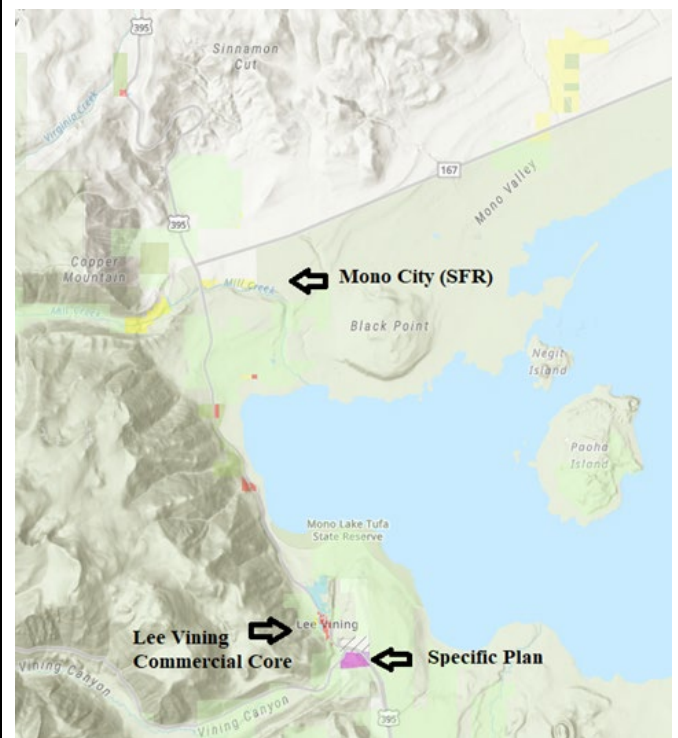 395
Sinnamon
Cut
Virginia Creek
167
Mono Valley
395
Copper
Mountain
Mill Creek
Mono City (SFR)
Mill Creek
Black Point
Negit
Island
Paoha
Island
Mono Lake Tufa
State Reserve
Lee Vining
Lee Vining
Commercial Core
Specific Plan
Vining Canyon
Vining Canyon
395